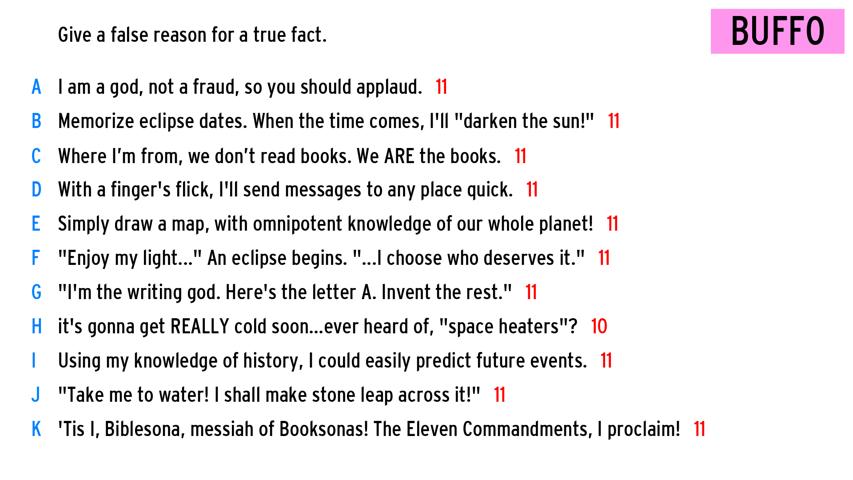 Give a false reason for a true fact.
BUFFO
A I am a god, not a fraud, so you should applaud. 11
B Memorize eclipse dates. When the time comes, I'll "darken the sun!" 11
C Where I’m from, we don’t read books. We ARE the books. 11
D With a finger's flick, I'll send messages to any place quick. 11
E Simply draw a map, with omnipotent knowledge of our whole planet! 11
F "Enjoy my light..." An eclipse begins. "...I choose who deserves it." 11
G "I'm the writing god. Here's the letter A. Invent the rest." 11
H it's gonna get REALLY cold soon...ever heard of, "space heaters"? 10
I Using my knowledge of history, I could easily predict future events. 11
J "Take me to water! I shall make stone leap across it!" 11
K 'Tis I, Biblesona, messiah of Booksonas! The Eleven Commandments, I proclaim! 11